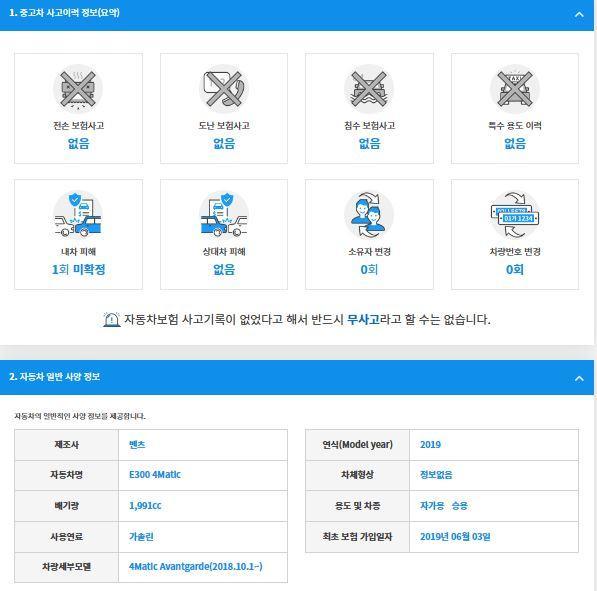 1. 중고차 사고이력 정보(요약)
전손 보험사고
없음
도난 보험사고
없음
침수 보험사고
없음
TAXI
특수 용도 이력
없음
내차 피해
1회 미확정
상대차 피해
없음
소유자 변경
0회
01가 1234
차량번호 변경
0회
자동차보험 사고기록이 없었다고 해서 반드시 무사고라고 할 수는 없습니다.
2. 자동차 일반 사양 정보
자동차의 일반적인 사양 정보를 제공합니다.
제조사 벤츠
연식(Model year) 2019
자동차명 E300 4Matic
차체형상 정보없음
배기량 1,991cc
용도 및 차종 자가용 승용
사용연료 가솔린
최초 보험 가입일자 2019년 06월 03일
차량세부모델 4Matic Avantgarde(2018.10.1~)